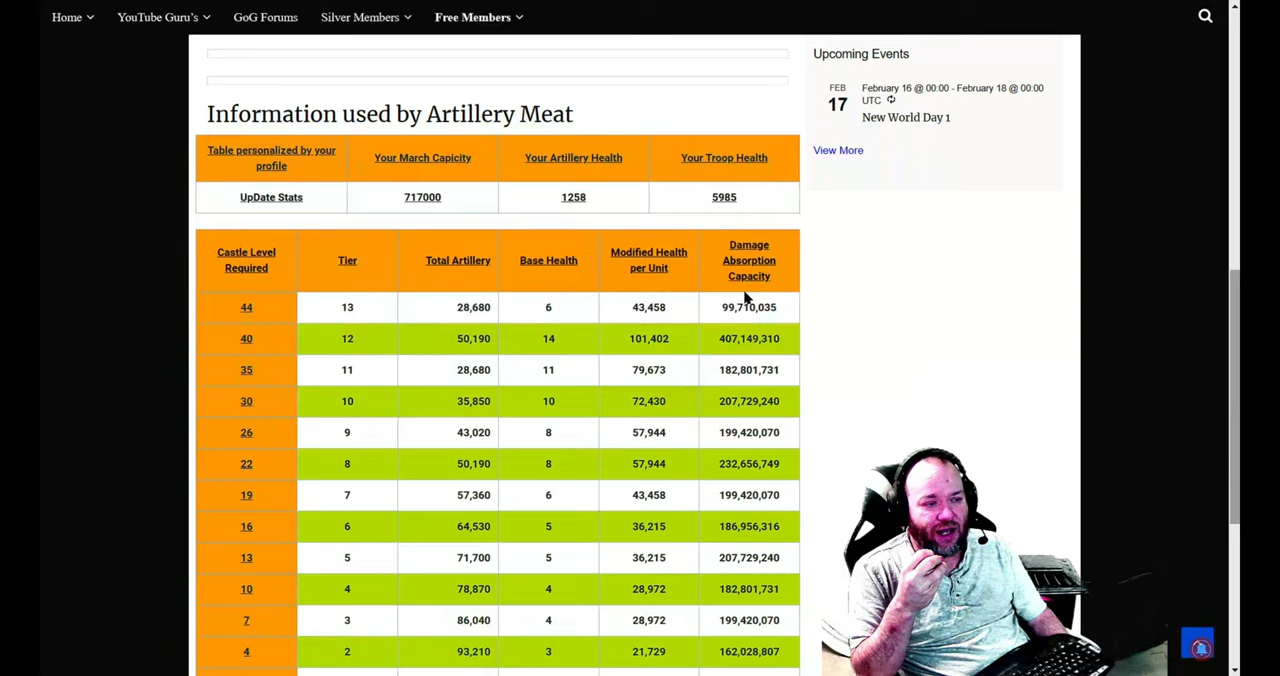 Home YouTube Guru's GoG Forums Silver Members Free Members
Upcoming Events
FEB
17
February 16 @ 00:00 - February 18 @ 00:00
UTC
New World Day 1
View More
Information used by Artillery Meat
Table personalized by your profile Your March Capicity Your Artillery Health Your Troop Health
UpDate Stats 717000 1258 5985
Castle Level Required Tier Total Artillery Base Health Modified Health per Unit Damage Absorption Capacity
44 13 28,680 6 43,458 99,710,035
40 12 50,190 14 101,402 407,149,310
35 11 28,680 11 79,673 182,801,731
30 10 35,850 10 72,430 207,729,240
26 9 43,020 8 57,944 199,420,070
22 8 50,190 8 57,944 232,656,749
19 7 57,360 6 43,458 199,420,070
16 6 64,530 5 36,215 186,956,316
13 5 71,700 5 36,215 207,729,240
10 4 78,870 4 28,972 182,801,731
7 3 86,040 4 28,972 199,420,070
4 2 93,210 3 21,729 162,028,807